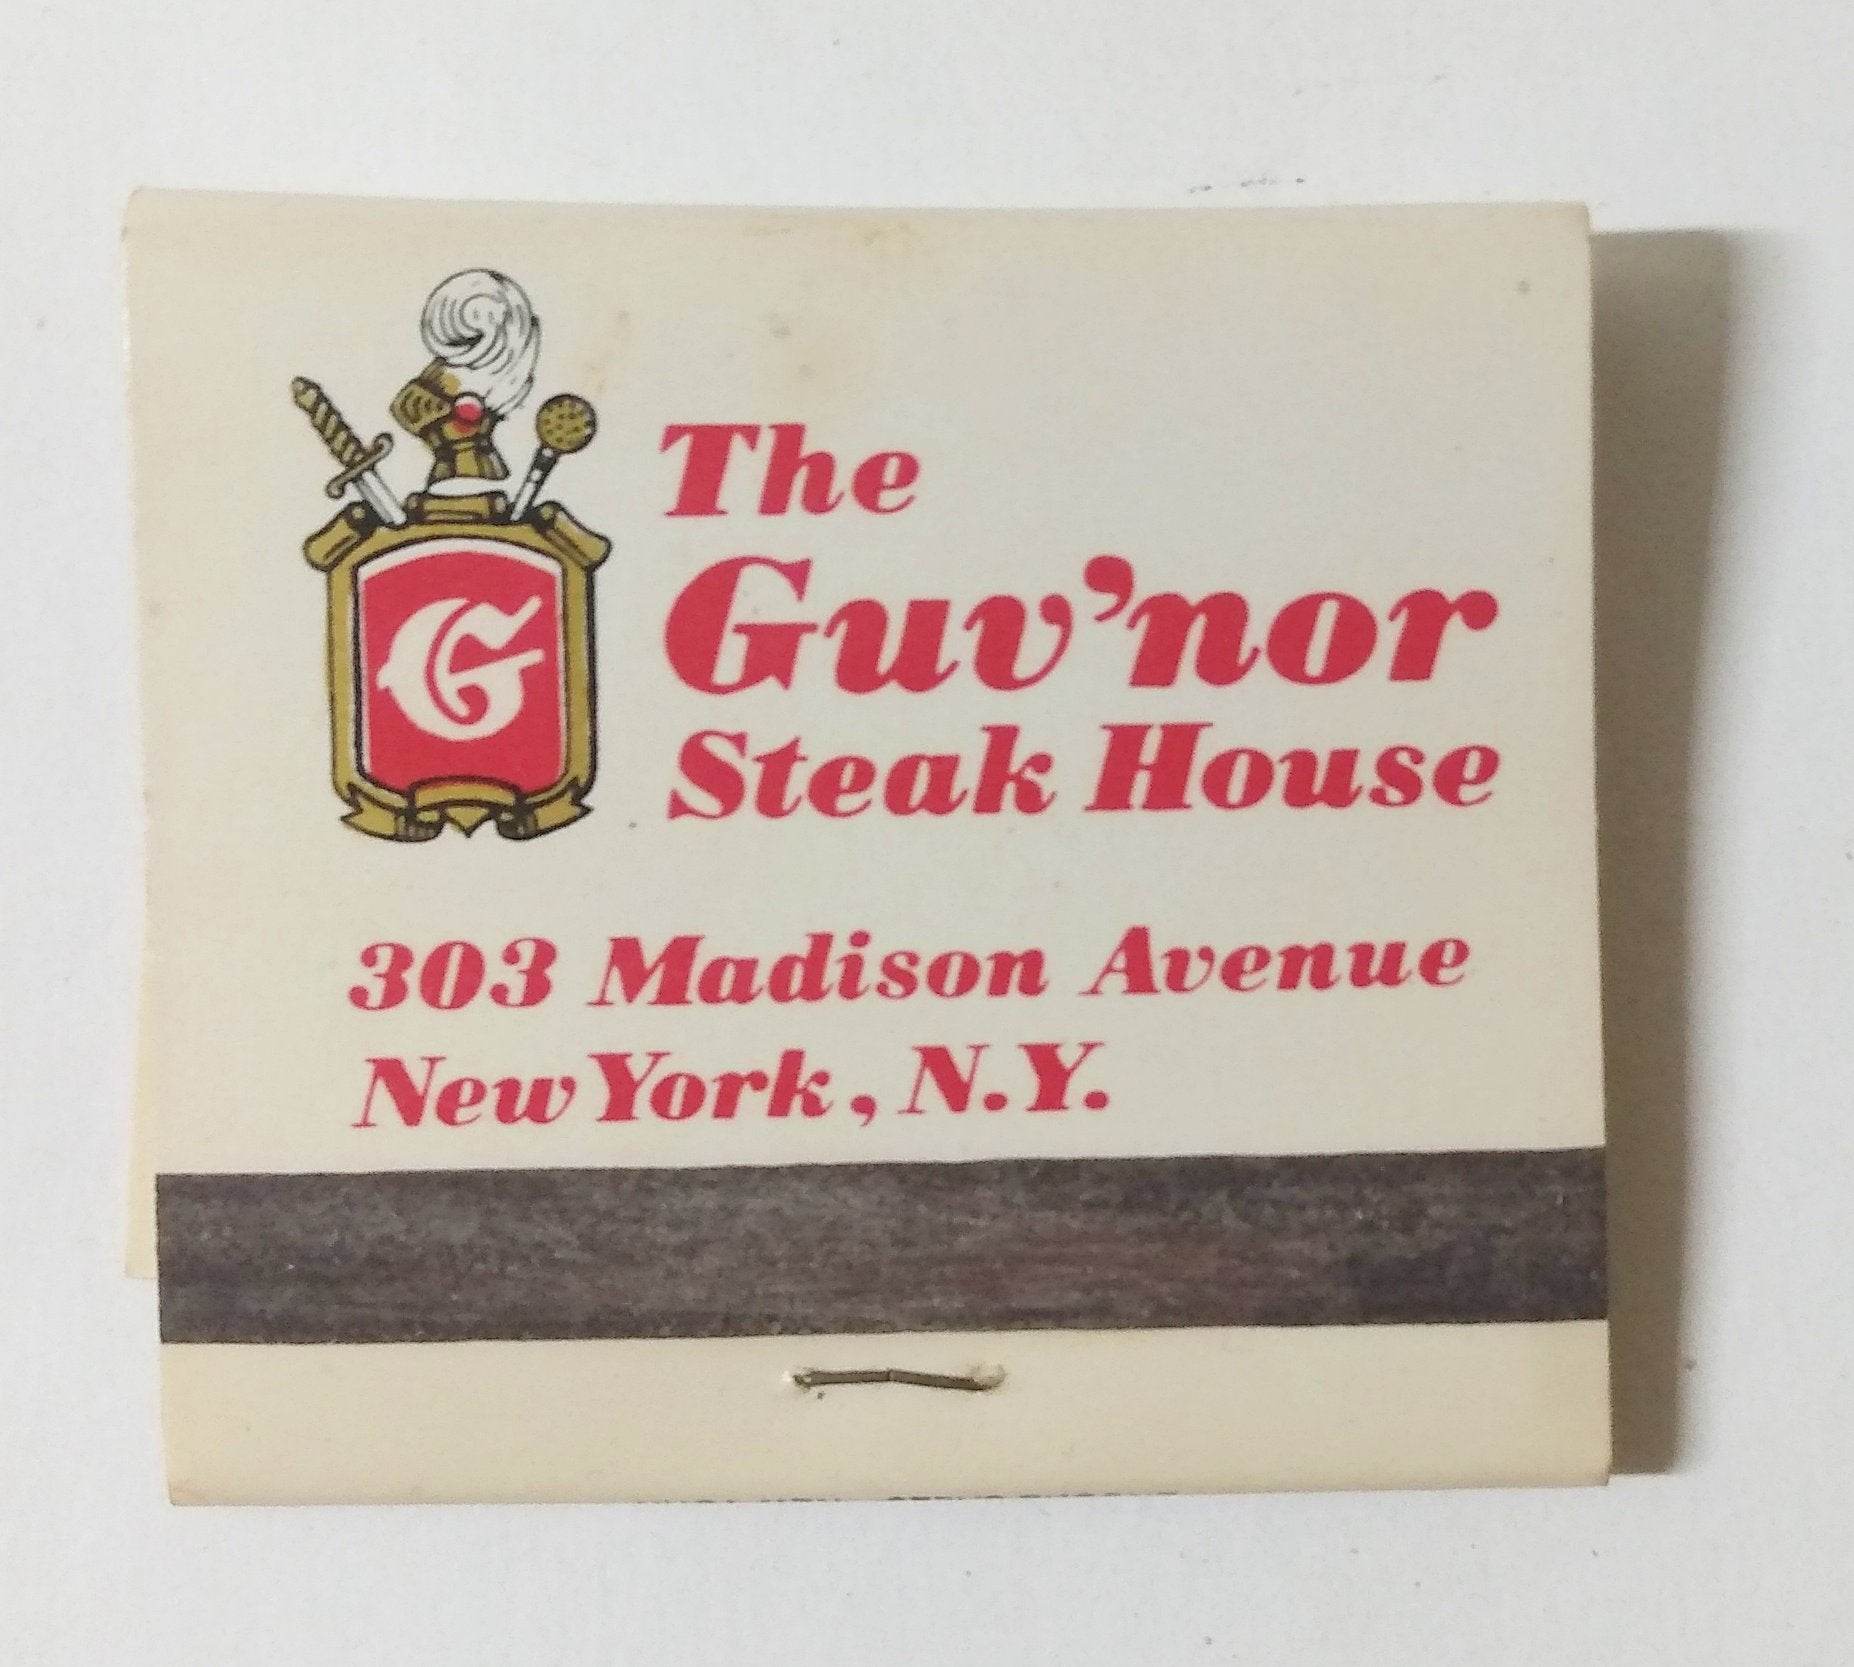 The
Guv'nor
Steak House
G
303 Madison Avenue
New York, N.Y.